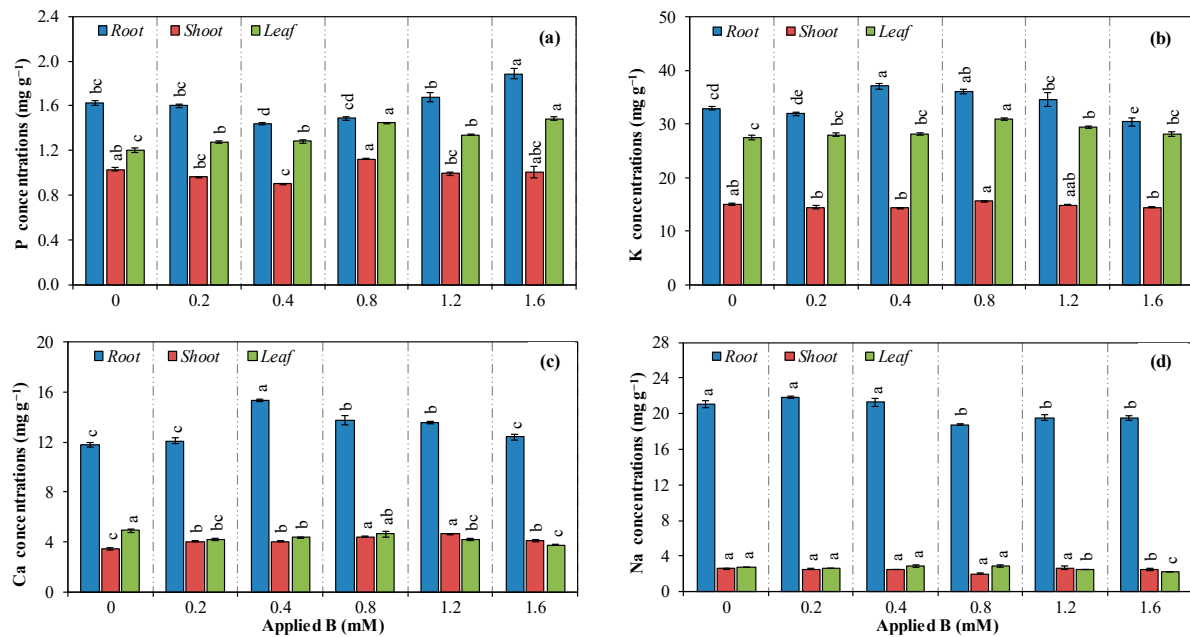 Root Shoot Leaf
(a)
P concentrations (mg g⁻¹)
2.4
2.0
1.6
1.2
0.8
0.4
0.0
bc ab c
bc bc b
d c b
cd a a
b bc b
a abc a
0 0.2 0.4 0.8 1.2 1.6
Root Shoot Leaf
(b)
K concentrations (mg g⁻¹)
50
40
30
20
10
0
cd ab c
de b bc
a b bc
ab a a
bc aab b
e b bc
0 0.2 0.4 0.8 1.2 1.6
Root Shoot Leaf
(c)
Ca concentrations (mg g⁻¹)
20
16
12
8
4
0
c c a
c b b
a b b
b a ab
b a bc
c b c
0 0.2 0.4 0.8 1.2 1.6
Applied B (mM)
Root Shoot Leaf
(d)
Na concentrations (mg g⁻¹)
28
24
20
16
12
8
4
0
a a a
a a a
a a a
b a a
b a b
b a c
0 0.2 0.4 0.8 1.2 1.6
Applied B (mM)